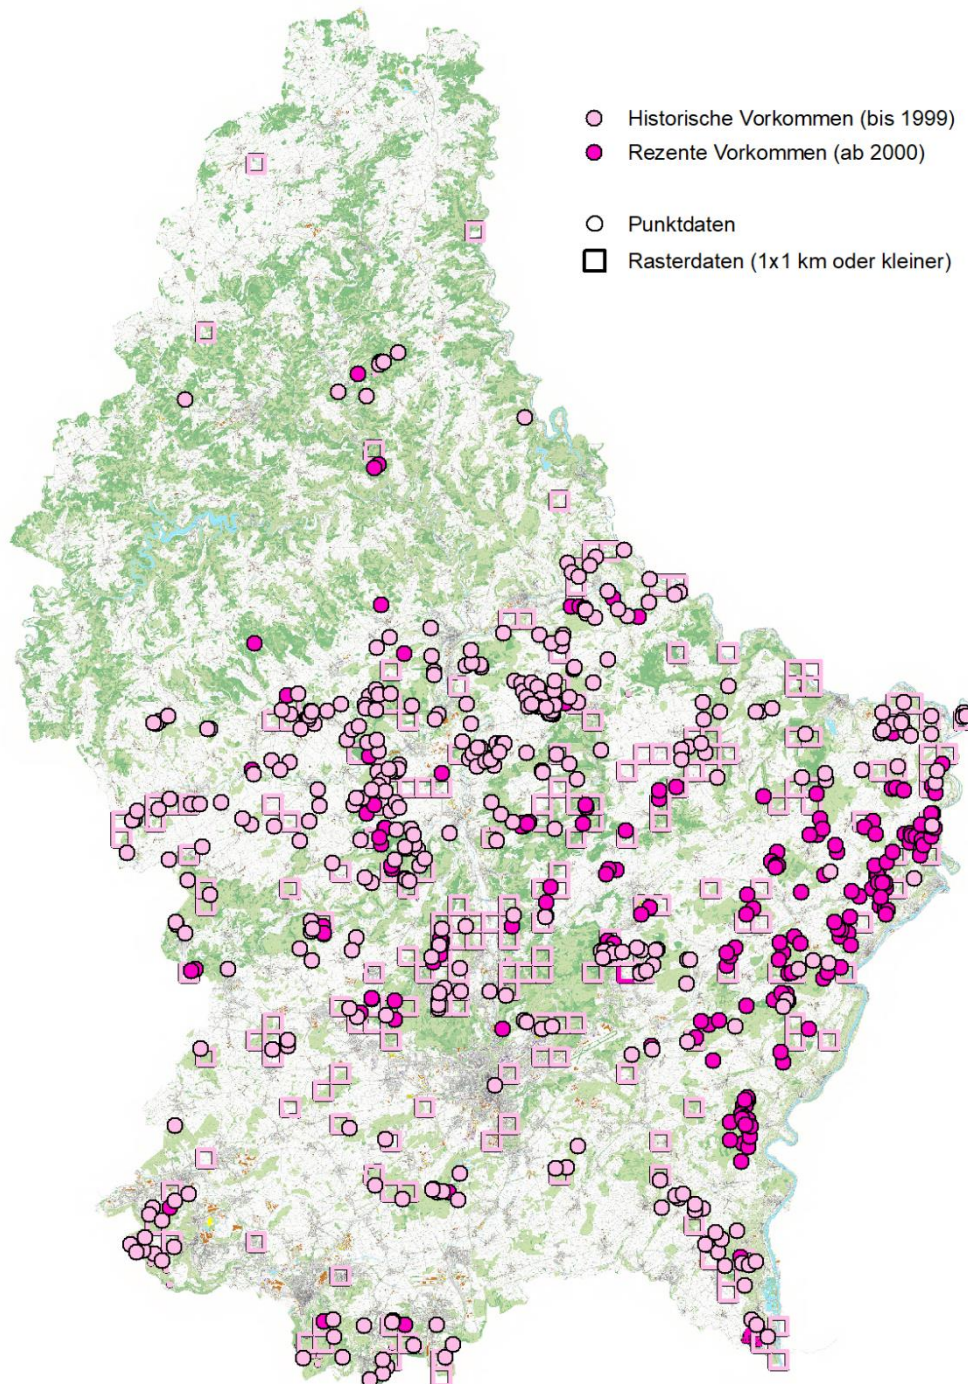 Historische Vorkommen (bis 1999)
Rezente Vorkommen (ab 2000)
Punktdaten
Rasterdaten (1x1 km oder kleiner)